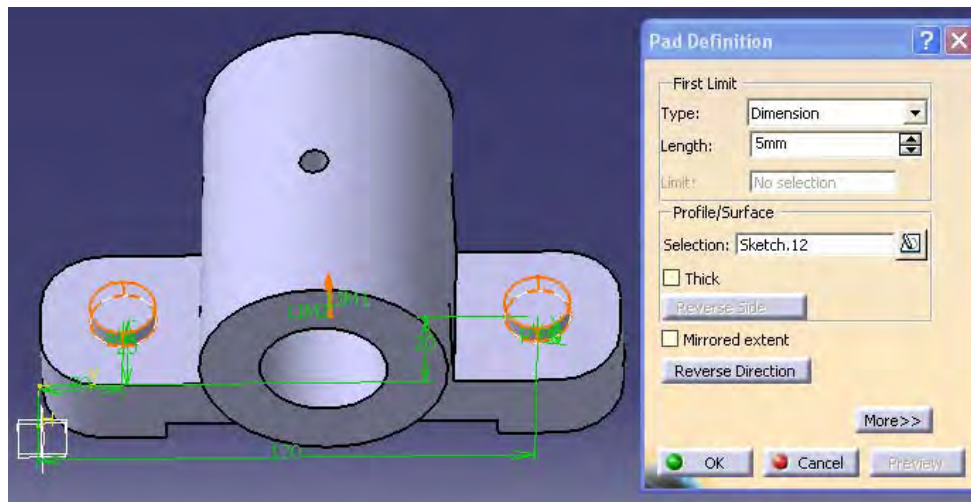 Pad Definition
First Limit
Type: Dimension
Length: 5mm
Limit: No selection
Profile/Surface
Selection: Sketch.12
Thick
Reverse Side
Mirrored extent
Reverse Direction
More>>
OK Cancel Preview
120